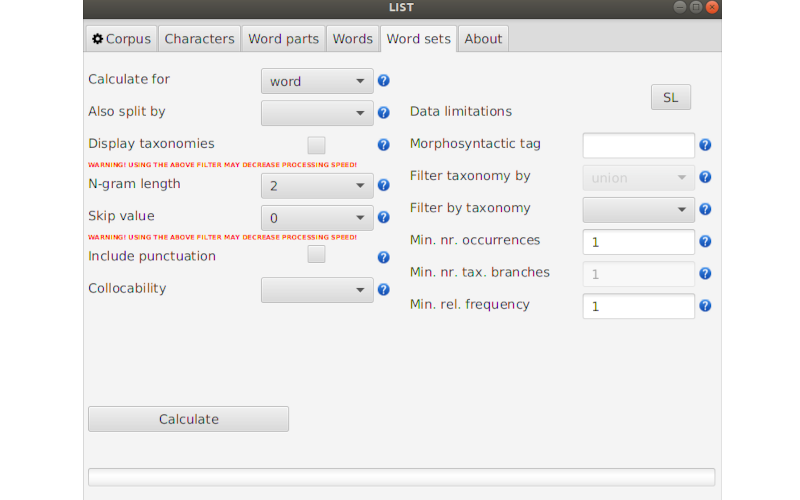 LIST
Corpus Characters Word parts Words Word sets About
Calculate for word ?
SL
Also split by ? Data limitations
Display taxonomies ? Morphosyntactic tag ?
WARNING! USING THE ABOVE FILTER MAY DECREASE PROCESSING SPEED!
Filter taxonomy by union ?
N-gram length 2 ?
Filter by taxonomy ?
Skip value 0 ?
WARNING! USING THE ABOVE FILTER MAY DECREASE PROCESSING SPEED!
Min. nr. occurrences 1 ?
Include punctuation ?
Min. nr. tax. branches 1 ?
Collocability ?
Min. rel. frequency 1 ?
Calculate